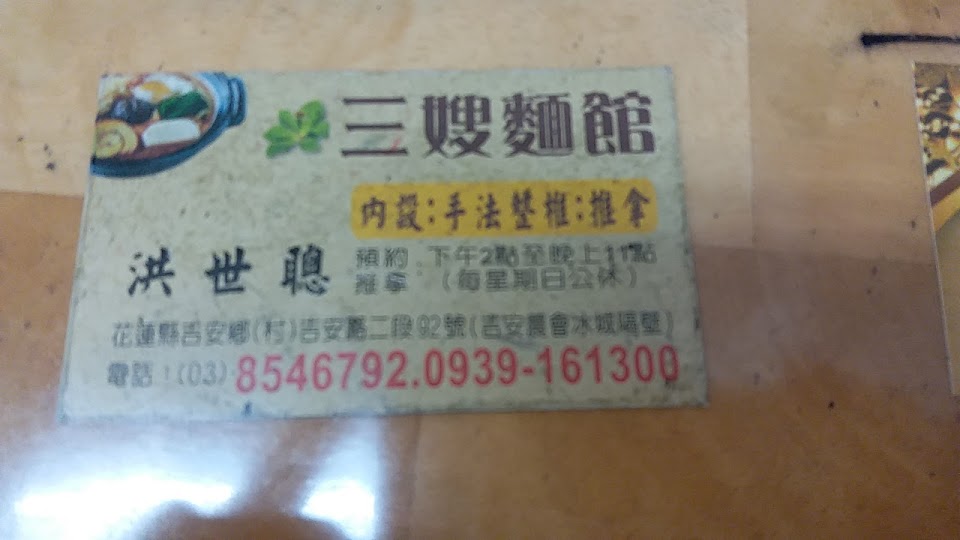 三嫂麵館
內設:手法整椎:推拿
洪世聰
預約推拿:下午2點至晚上11點
(每星期日公休)
花蓮縣吉安鄉(村)吉安路二段92號(吉安農會冰城隔壁)
電話:(03)8546792.0939-161300